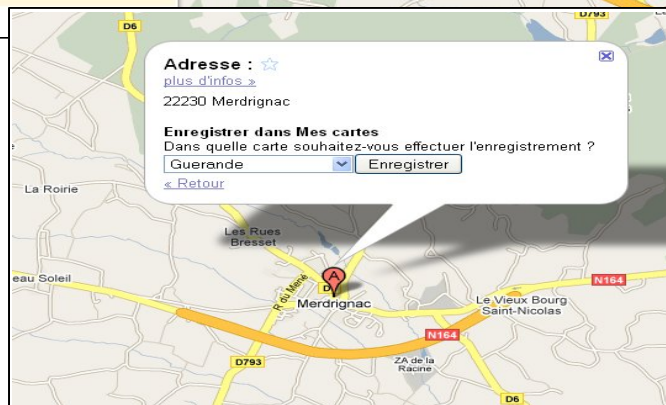 D793
D6
Adresse :
plus d'infos »
22230 Merdrignac
Enregistrer dans Mes cartes
Dans quelle carte souhaitez-vous effectuer l'enregistrement ?
Guerande
Enregistrer
« Retour
La Roirie
Les Rues
Bresset
eau Soleil
R du Mené
A
Merdrignac
N164
Le Vieux Bourg
Saint-Nicolas
N164
D793
ZA de la
Racine
D6